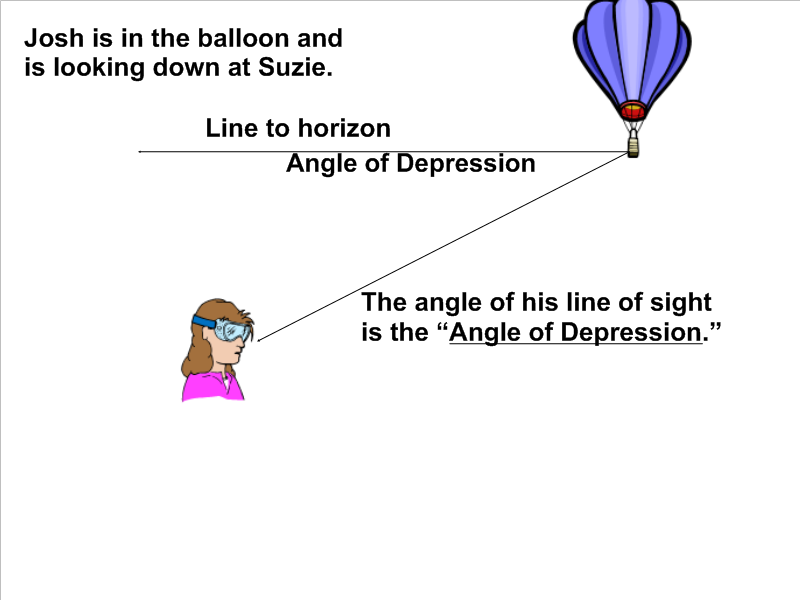 Josh is in the balloon and
is looking down at Suzie.
Line to horizon
Angle of Depression
The angle of his line of sight
is the “Angle of Depression.”